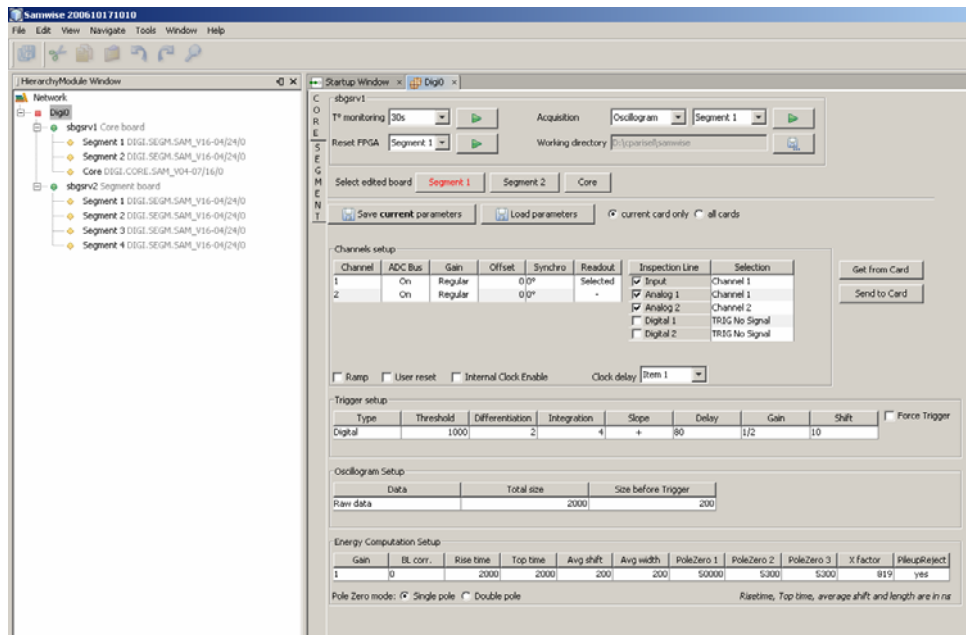 Samwise 200610171010
File Edit View Navigate Tools Window Help
HierarchyModule Window
Network
Digi0
sbgsrv1 Core board
Segment 1 DIGI.SEGM.SAM_V16-04/24/0
Segment 2 DIGI.SEGM.SAM_V16-04/24/0
Core DIGI.CORE.SAM_V04-07/16/0
sbgsrv2 Segment board
Segment 1 DIGI.SEGM.SAM_V16-04/24/0
Segment 2 DIGI.SEGM.SAM_V16-04/24/0
Segment 3 DIGI.SEGM.SAM_V16-04/24/0
Segment 4 DIGI.SEGM.SAM_V16-04/24/0
Startup Window Digi0
CORE
SEGMENT
sbgsrv1
T° monitoring 30s Acquisition Oscillogram Segment 1
Reset FPGA Segment 1 Working directory D:\cparisel\samwise
Select edited board Segment 1 Segment 2 Core
Save current parameters Load parameters current card only all cards
Channels setup
Channel ADC Bus Gain Offset Synchro Readout Inspection Line Selection
1 On Regular 0 0° Selected Input Channel 1
2 On Regular 0 0° - Analog 1 Channel 1
Analog 2 Channel 2
Digital 1 TRIG No Signal
Digital 2 TRIG No Signal
Get from Card
Send to Card
Ramp User reset Internal Clock Enable Clock delay Item 1
Trigger setup
Type Threshold Differentiation Integration Slope Delay Gain Shift Force Trigger
Digital 1000 2 4 + 80 1/2 10
Oscillogram Setup
Data Total size Size before Trigger
Raw data 2000 200
Energy Computation Setup
Gain BL corr. Rise time Top time Avg shift Avg width PoleZero 1 PoleZero 2 PoleZero 3 X factor PileupReject
1 0 2000 2000 200 200 50000 5300 5300 819 yes
Pole Zero mode: Single pole Double pole Risetime, Top time, average shift and length are in ns